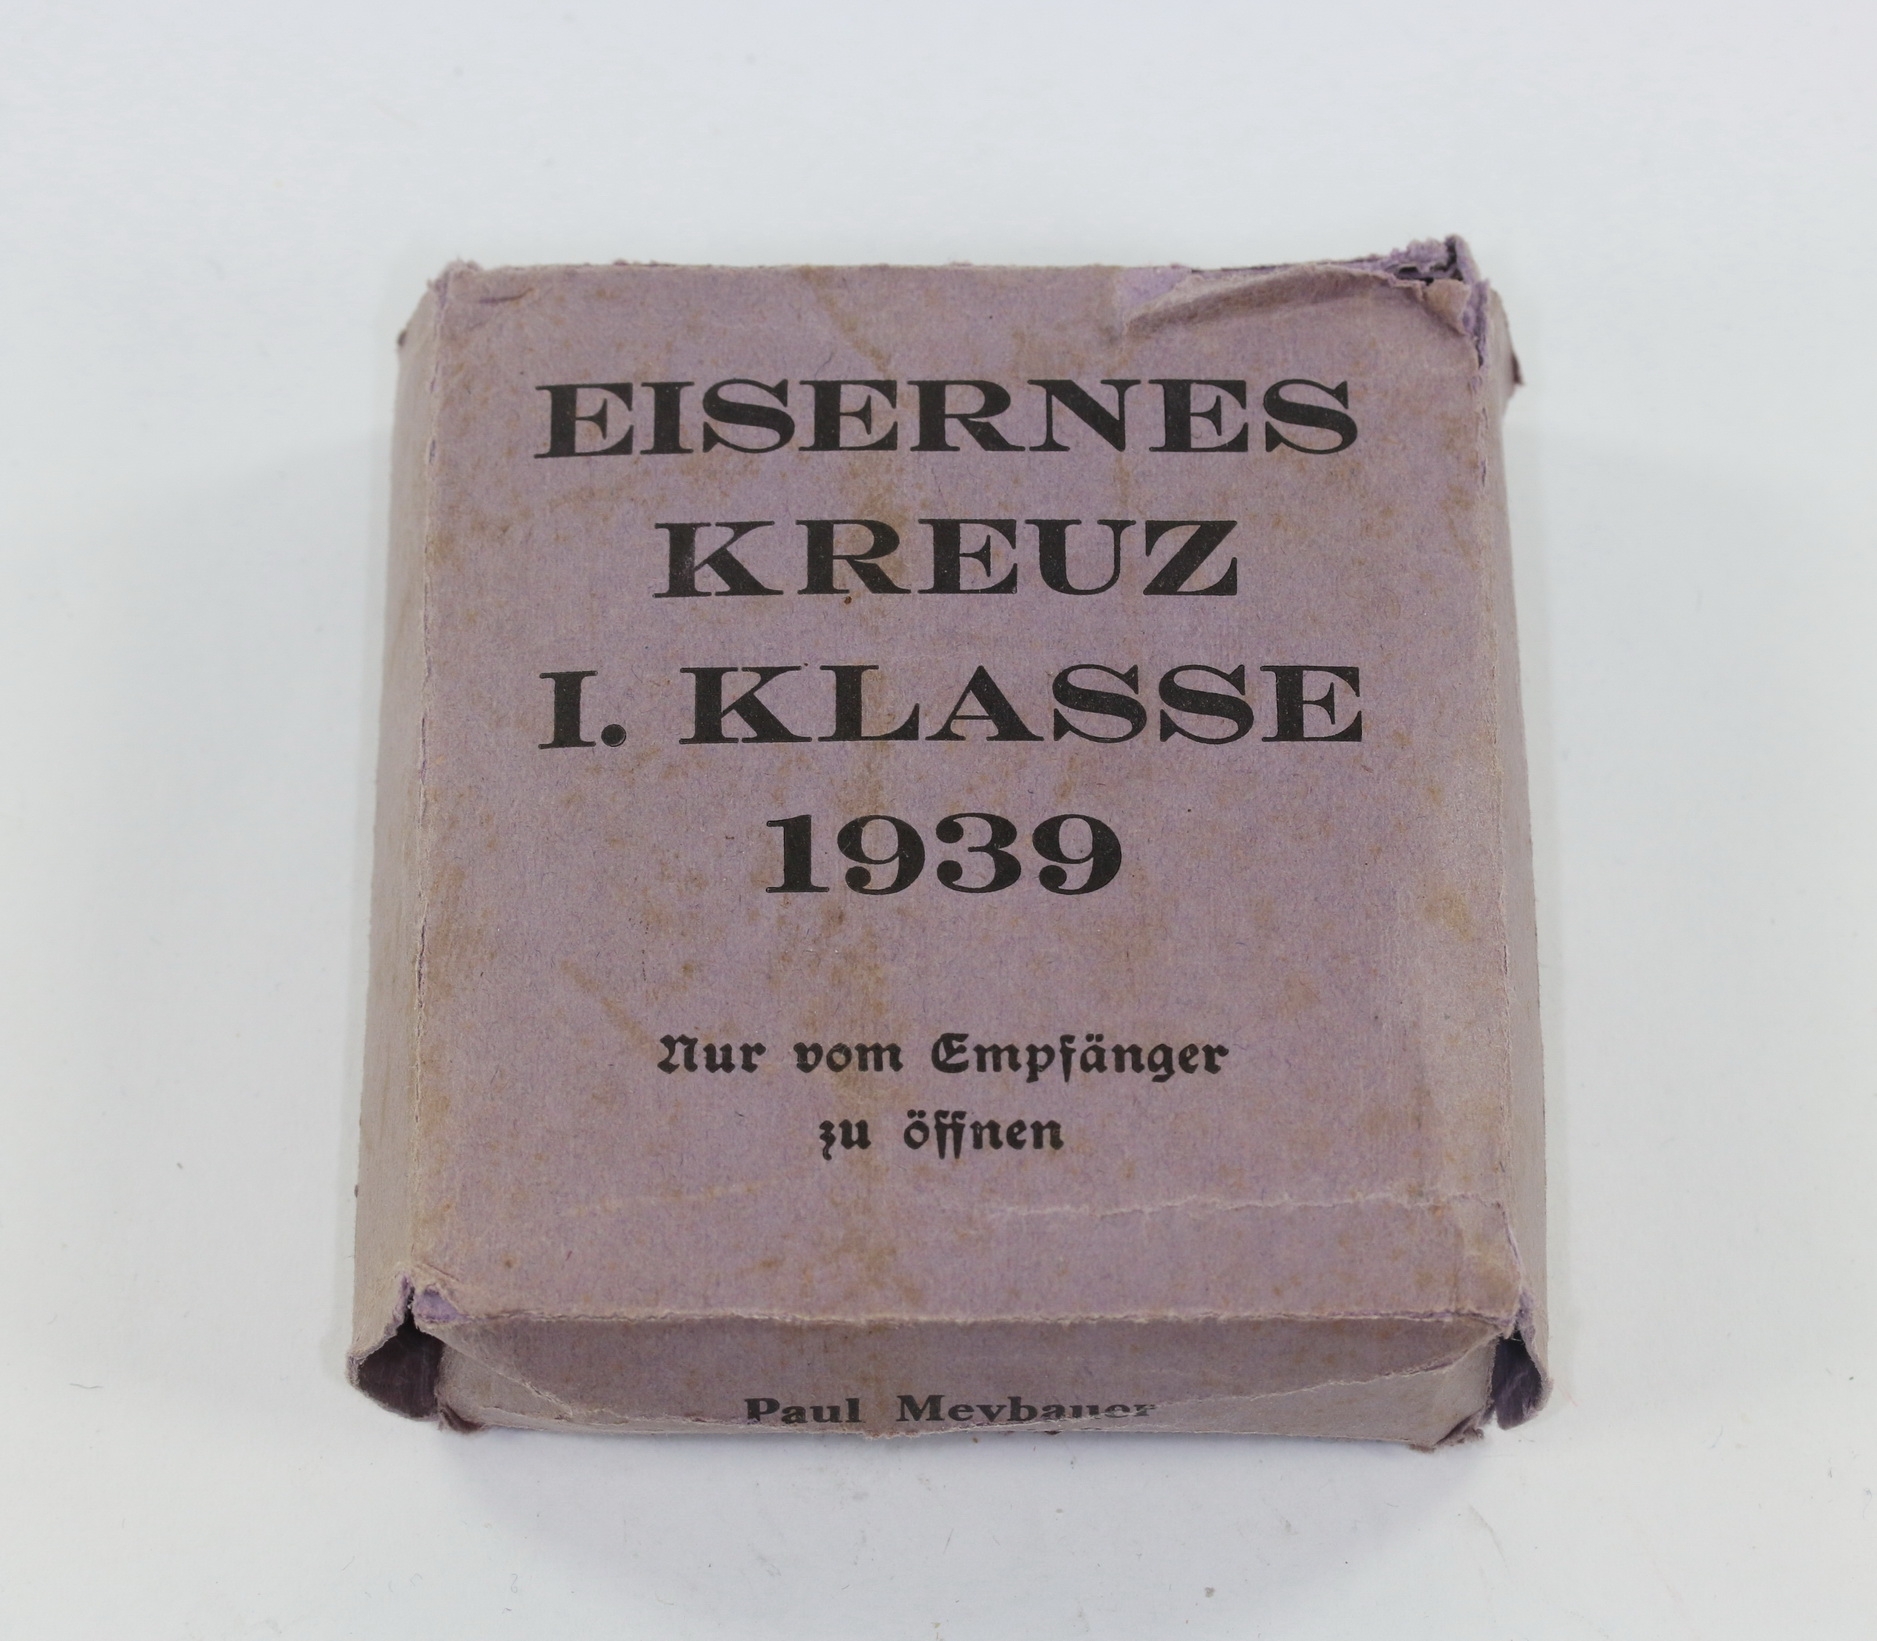 EISERNES
KREUZ
I. KLASSE
1939
Nur vom Empfänger
zu öffnen
Paul Meybauer